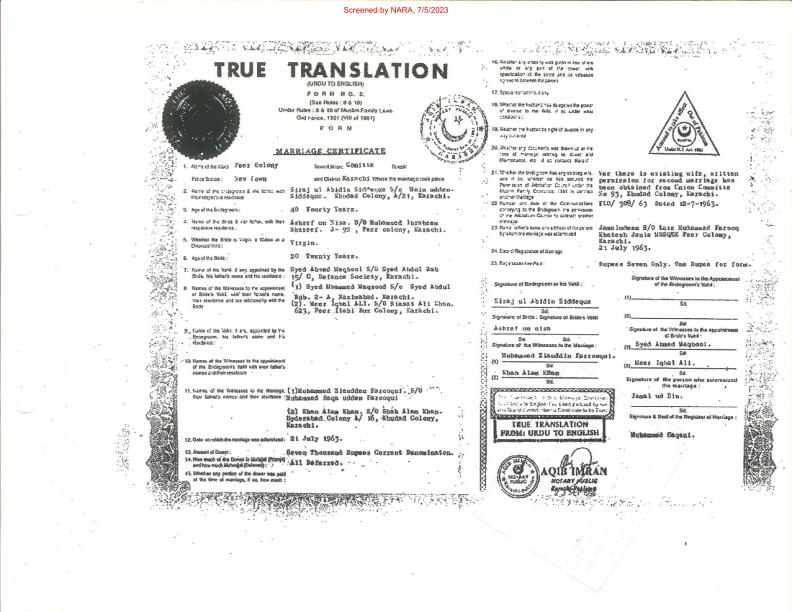 Screened by NARA, 7/5/2023
TRUE TRANSLATION
(URDU TO ENGLISH)
FORM NO. 2.
(See Rules : 8 & 10)
Under Rules : 8 & 10 of Muslim Family Laws
Ordinance, 1961 (VIII of 1961)
FORM
MARRIAGE CERTIFICATE
1. Name of the Ward Peer Colony Town/Union: Comitte Tehsil
Police Station : New Town and District Karachi Where the marriage took place
2. Name of the Bridegroom & his father, with their respective residence
Siraj ul Abidin Siddeque S/o Moin udden-
Siddeque. Khudad Colony, A/21, Karachi.
3. Age of the Bridegroom : 40 Fourty Years.
4. Name of the Bride & her father, with their respective residence :
Ashref un Nisa. D/O Mohamed Ibraheem
Shareef. J- 92 , Peer colony, Karachi.
5. Whether the Bride is Virgin, a Widow or a Divorced Wife :
Virgin.
6. Age of the Bride : 20 Twenty Years.
7. Name of the Vakil, if any, appointed by the Bride, his father's name and his residence :
Syed Ahmed Maqbool S/O Syed Abdul Rab
15/ C, Defence Society, Karachi.
8. Names of the Witnesses to the appointment of Bride's Vakil, with their father's name, their residence and his relationship with the Bride
(1) Syed Mhammed Maqsood S/o Syed Abdul
Rab. 2- A, Nazimabad. Karachi.
(2). Meer Iqbal ALI. S/O Riasat Ali Khan.
623, Peer Ilehi Bux Colony, Karachi.
9. Name of the Vakil, if any, appointed by the Bridegroom, his father's name and his residence :
10. Names of the Witnesses to the appointment of the Bridegroom's Vakil with their father's names and their residence
11. Names of the Witnesses to the Marriage, their father's names and their residence
(1) Muhammed Ziaudden Farooqui. S/O
Muhammed Saqa uddem Farooqui
(2) Khan Alam Khan. S/O Shah Alam Khan.
Hyderabad Colony A/ 16, Khudad Colony,
Karachi.
12. Date on which the marriage was solemnized : 21 July 1963.
13. Amount of Dower : Seven Thousand Rupees Current Denomination.
14. How much of the Dower is Mu'ajjal (Prompt) and how much Mu'wajjal (Deferred) :
All Deferred.
15. Whether any portion of the dower was paid at the time of marriage, if so, how much :
16. Whether any property was given in lieu of the whole or any part of the dower, with specification of the same and its valuation agreed to between the parties
17. Special conditions, if any
18. Whether the husband has delegated the power of divorce to the wife, if so, under what conditions :
19. Whether the husband's right of divorce in any way curtailed
20. Whether any documents was drawn up at the time of marriage relating to dower and Maintenance, etc.
21. Whether the bridegroom has any existing wife, and if so, whether he has secured the Permission of Arbitration Council under the Muslim Family Ordinance, 1961 to contract another Marriage
Yer there is existing wife, written
permission for second marriage has
been obtrained from Union Committe
No 93, Khudad Colony, Karachi.
22. Number and date of the Communications conveying to the Bridegroom the permission of the Arbitration Council to contract another marriage
FLO/ 308/ 63 Dated 12-7-1963.
23. Name, father's name and address of the person by whom the marriage was solemnized
Jamaludeen S/O Laiz Muhammed Farooq
Khateeb Jamia MOSQUE Peer Colony,
Karachi.
24. Date of Registration of Marriage
21 July 1963.
25. Registration Fee Paid :
Rupees Seven Only. One Rupee for form.
Signature of Bridegroom or his Vakil :
Siraj ul Abidin Siddeque
Sd.
Signature of Bride : Signature of Bride's Vakil
Ashref un nisa
Sd. Sd.
Signature of the Witnesses to the Marriage :
(1) Muhammed Ziauddin Farrooqui.
Sd.
(2) Khan Alam Khan
Sd.
Signature of the Witnesses to the Appointment
of the Bridegroom's Vakil :
(1)
Sd.
(2)
Sd.
Signature of the Witnesses to the appointment
of Bride's Vakil :
(1) Syed Ahmed Maqbool.
Sd.
(2) Meer Iqbal Ali.
Sd.
Signature of the person who solemnized
the marriage :
Jamal ud Din.
Sd.
Signature & Seal of the Registrar of Marriage :
Muhammed Saqani.
TRUE TRANSLATION
FROM: URDU TO ENGLISH
AQIB IMRAN
NOTARY PUBLIC
Karachi-Pakistan
NOTARY
PUBLIC